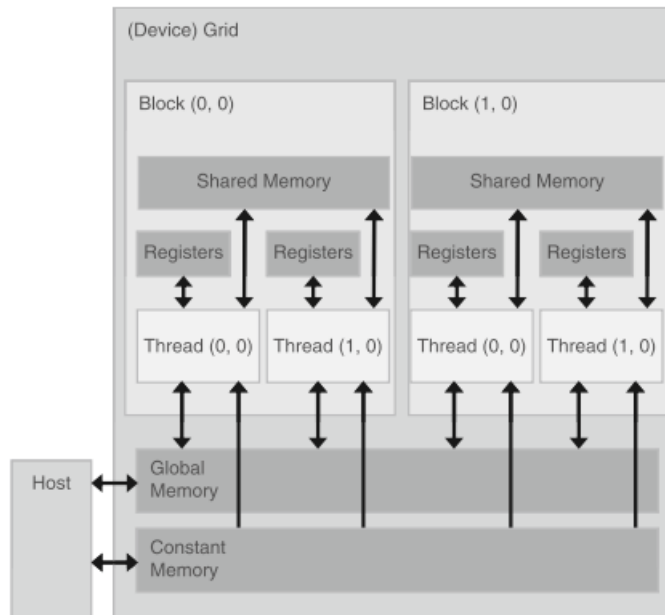 (Device) Grid
Block (0, 0)
Block (1, 0)
Shared Memory
Shared Memory
Registers
Registers
Registers
Registers
Thread (0, 0)
Thread (1, 0)
Thread (0, 0)
Thread (1, 0)
Host
Global
Memory
Constant
Memory